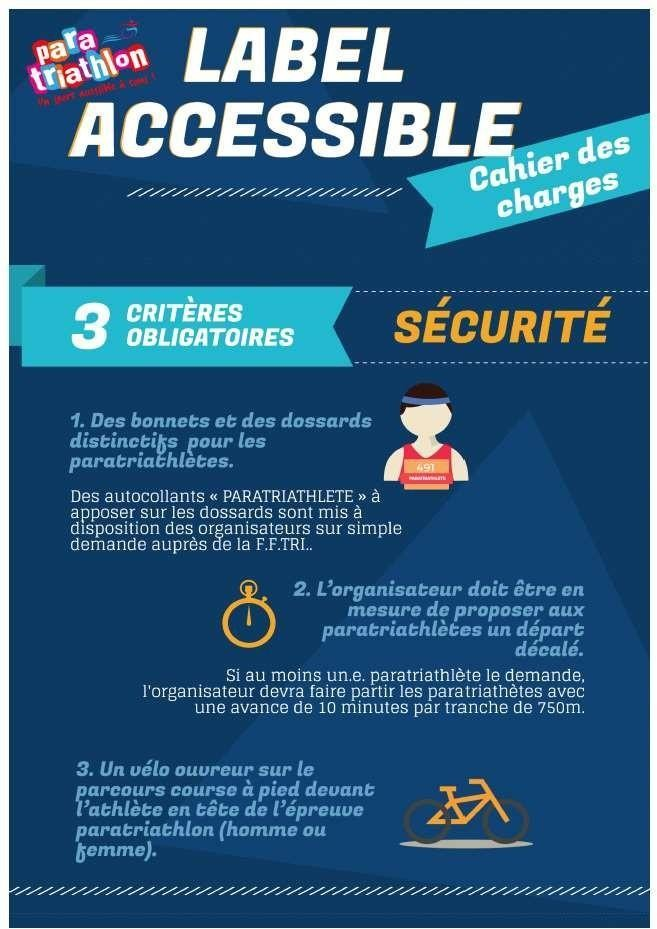 para
triathlon
Un sport accessible à tous !
LABEL
ACCESSIBLE
Cahier des
charges
3 CRITÈRES
OBLIGATOIRES
SÉCURITÉ
1. Des bonnets et des dossards
distinctifs pour les
paratriathlètes.
491
PARATRIATHLETE
Des autocollants « PARATRIATHLETE » à
apposer sur les dossards sont mis à
disposition des organisateurs sur simple
demande auprès de la F.F.TRI..
2. L'organisateur doit être en
mesure de proposer aux
paratriathlètes un départ
décalé.
Si au moins un.e. paratriathlète le demande,
l'organisateur devra faire partir les paratriathètes avec
une avance de 10 minutes par tranche de 750m.
3. Un vélo ouvreur sur le
parcours course à pied devant
l'athlète en tête de l'épreuve
paratriathlon (homme ou
femme).